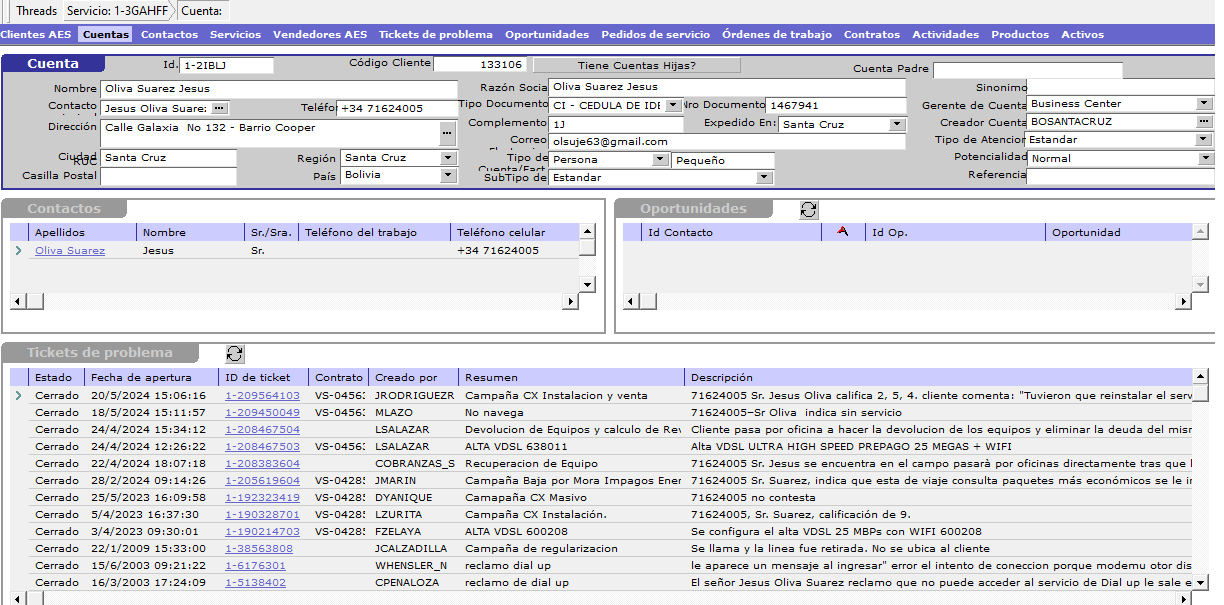 Threads Servicio: 1-3GAHFF Cuenta:
Clientes AES Cuentas Contactos Servicios Vendedores AES Tickets de problema Oportunidades Pedidos de servicio Órdenes de trabajo Contratos Actividades Productos Activos
Cuenta Id. 1-2IBLJ Código Cliente 133106 Tiene Cuentas Hijas? Cuenta Padre
Nombre Oliva Suarez Jesus Razón Socia Oliva Suarez Jesus Sinonimo
Contacto Jesus Oliva Suare: Teléfor +34 71624005 Tipo Documento CI - CEDULA DE IDE Nro Documento 1467941 Gerente de Cuenta Business Center
Dirección Calle Galaxia No 132 - Barrio Cooper Complemento 1J Expedido En: Santa Cruz Creador Cuenta BOSANTACRUZ
Correo olsuje63@gmail.com Tipo de Atencion Estandar
Ciudad Santa Cruz Región Santa Cruz Tipo de Persona Pequeño Potencialidad Normal
RUC Cuenta/Fact
Casilla Postal País Bolivia SubTipo de Estandar Referencia
Contactos
Apellidos Nombre Sr./Sra. Teléfono del trabajo Teléfono celular
Oliva Suarez Jesus Sr. +34 71624005
Oportunidades
Id Contacto Id Op. Oportunidad
Tickets de problema
Estado Fecha de apertura ID de ticket Contrato Creado por Resumen Descripción
Cerrado 20/5/2024 15:06:16 1-209564103 VS-0456 JRODRIGUEZR Campaña CX Instalacion y venta 71624005 Sr. Jesus Oliva califica 2, 5, 4. cliente comenta: "Tuvieron que reinstalar el serv
Cerrado 18/5/2024 15:11:57 1-209450049 VS-0456 MLAZO No navega 71624005-Sr Oliva indica sin servicio
Cerrado 24/4/2024 15:34:12 1-208467504 LSALAZAR Devolucion de Equipos y calculo de Rev Cliente pasa por oficina a hacer la devolucion de los equipos y eliminar la deuda del misr
Cerrado 24/4/2024 12:26:22 1-208467503 VS-0456 LSALAZAR ALTA VDSL 638011 Alta VDSL ULTRA HIGH SPEED PREPAGO 25 MEGAS + WIFI
Cerrado 22/4/2024 18:07:18 1-208383604 COBRANZAS_S Recuperacion de Equipo 71624005 Sr. Jesus se encuentra en el campo pasarà por oficinas directamente tras que l
Cerrado 28/2/2024 09:14:26 1-205619604 VS-0428 JMARIN Campaña Baja por Mora Impagos Ener 71624005 Sr. Suarez, indica que esta de viaje consulta paquetes más económicos se le in
Cerrado 25/5/2023 16:09:58 1-192323419 VS-0428 DYANIQUE Camapaña CX Masivo 71624005 no contesta
Cerrado 5/4/2023 16:37:30 1-190328701 VS-0428 LZURITA Campaña CX Instalación. 71624005, Sr. Suarez, calificación de 9.
Cerrado 3/4/2023 09:30:01 1-190214703 VS-0428 FZELAYA ALTA VDSL 600208 Se configura el alta VDSL 25 MBPs con WIFI 600208
Cerrado 22/1/2009 15:33:00 1-38563808 JCALZADILLA Campaña de regularizacion Se llama y la linea fue retirada. No se ubica al cliente
Cerrado 15/6/2003 09:21:22 1-6176301 WHENSLER_N reclamo dial up le aparece un mensaje al ingresar" error el intento de coneccion porque modemu otor dis
Cerrado 16/3/2003 17:24:09 1-5138402 CPENALOZA reclamo de dial up El señor Jesus Oliva Suarez reclamo que no puede acceder al servicio de Dial up le sale e